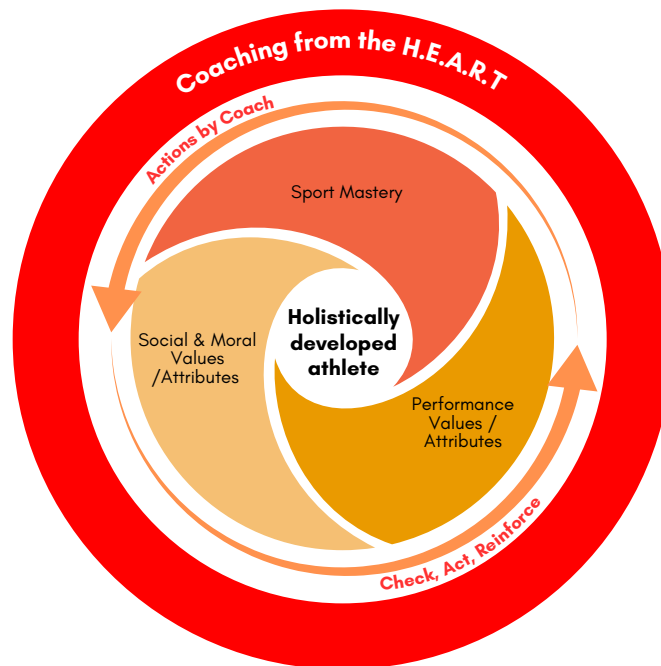 Coaching from the H.E.A.R.T
Actions by Coach
Sport Mastery
Holistically
developed
athlete
Social & Moral
Values
/Attributes
Performance
Values /
Attributes
Check, Act, Reinforce